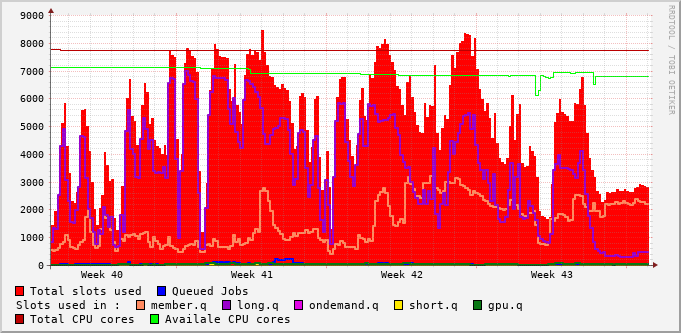 RRDTOOL / TOBI OETIKER
9000
8000
7000
6000
5000
4000
3000
2000
1000
0
Week 40 Week 41 Week 42 Week 43
Total slots used Queued Jobs
Slots used in : member.q long.q ondemand.q short.q gpu.q
Total CPU cores Availale CPU cores